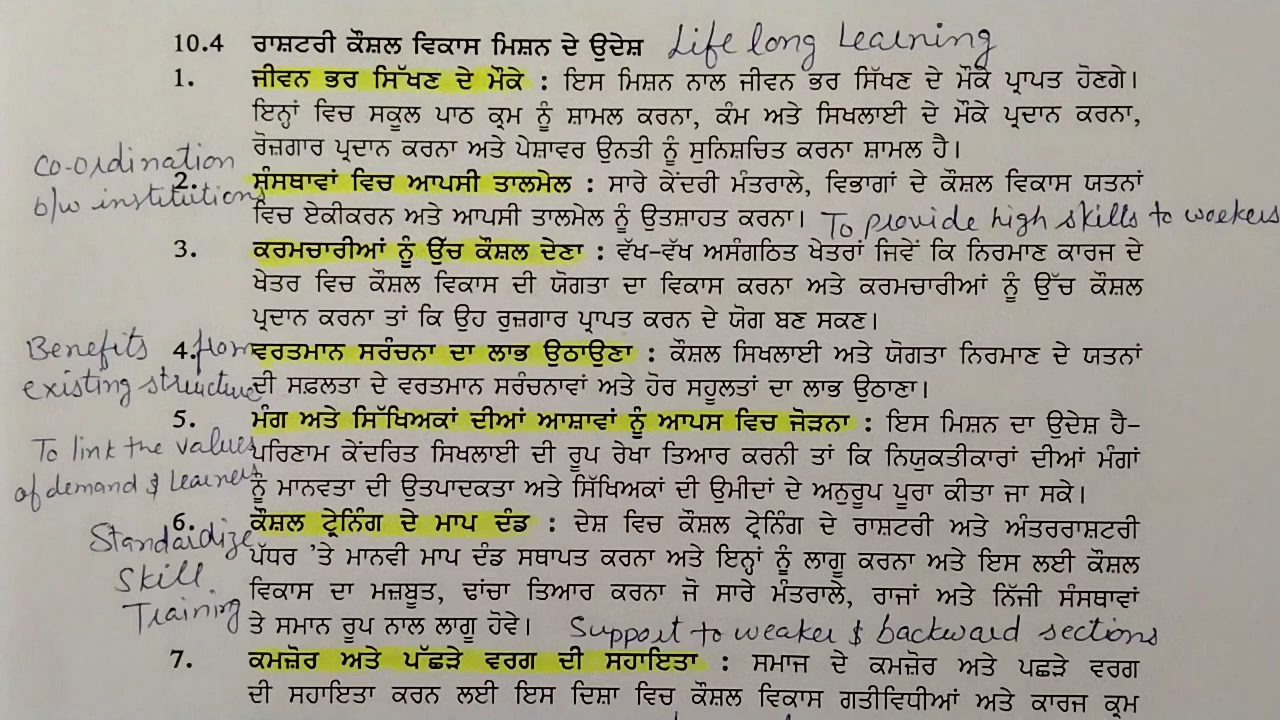 10.4 ਰਾਸ਼ਟਰੀ ਕੌਸ਼ਲ ਵਿਕਾਸ ਮਿਸ਼ਨ ਦੇ ਉਦੇਸ਼ Life long Learning
1. ਜੀਵਨ ਭਰ ਸਿੱਖਣ ਦੇ ਮੌਕੇ : ਇਸ ਮਿਸ਼ਨ ਨਾਲ ਜੀਵਨ ਭਰ ਸਿੱਖਣ ਦੇ ਮੌਕੇ ਪ੍ਰਾਪਤ ਹੋਣਗੇ।
ਇਨ੍ਹਾਂ ਵਿਚ ਸਕੂਲ ਪਾਠ ਕ੍ਰਮ ਨੂੰ ਸ਼ਾਮਲ ਕਰਨਾ, ਕੰਮ ਅਤੇ ਸਿਖਲਾਈ ਦੇ ਮੌਕੇ ਪ੍ਰਦਾਨ ਕਰਨਾ,
ਰੋਜ਼ਗਾਰ ਪ੍ਰਦਾਨ ਕਰਨਾ ਅਤੇ ਪੇਸ਼ਾਵਰ ਉਨਤੀ ਨੂੰ ਸੁਨਿਸ਼ਚਿਤ ਕਰਨਾ ਸ਼ਾਮਲ ਹੈ।
co-ordination
b/w institutions
2. ਸੰਸਥਾਵਾਂ ਵਿਚ ਆਪਸੀ ਤਾਲਮੇਲ : ਸਾਰੇ ਕੇਂਦਰੀ ਮੰਤਰਾਲੇ, ਵਿਭਾਗਾਂ ਦੇ ਕੌਸ਼ਲ ਵਿਕਾਸ ਯਤਨਾਂ
ਵਿਚ ਏਕੀਕਰਨ ਅਤੇ ਆਪਸੀ ਤਾਲਮੇਲ ਨੂੰ ਉਤਸ਼ਾਹਤ ਕਰਨਾ। To provide high skills to workers
3. ਕਰਮਚਾਰੀਆਂ ਨੂੰ ਉੱਚ ਕੌਸ਼ਲ ਦੇਣਾ : ਵੱਖ-ਵੱਖ ਅਸੰਗਠਿਤ ਖੇਤਰਾਂ ਜਿਵੇਂ ਕਿ ਨਿਰਮਾਣ ਕਾਰਜ ਦੇ
ਖੇਤਰ ਵਿਚ ਕੌਸ਼ਲ ਵਿਕਾਸ ਦੀ ਯੋਗਤਾ ਦਾ ਵਿਕਾਸ ਕਰਨਾ ਅਤੇ ਕਰਮਚਾਰੀਆਂ ਨੂੰ ਉੱਚ ਕੌਸ਼ਲ
ਪ੍ਰਦਾਨ ਕਰਨਾ ਤਾਂ ਕਿ ਉਹ ਰੁਜ਼ਗਾਰ ਪ੍ਰਾਪਤ ਕਰਨ ਦੇ ਯੋਗ ਬਣ ਸਕਣ।
Benefits from
existing structure
4. ਵਰਤਮਾਨ ਸਰੰਚਨਾ ਦਾ ਲਾਭ ਉਠਾਉਣਾ : ਕੌਸ਼ਲ ਸਿਖਲਾਈ ਅਤੇ ਯੋਗਤਾ ਨਿਰਮਾਣ ਦੇ ਯਤਨਾਂ
ਦੀ ਸਫ਼ਲਤਾ ਦੇ ਵਰਤਮਾਨ ਸਰੰਚਨਾਵਾਂ ਅਤੇ ਹੋਰ ਸਹੂਲਤਾਂ ਦਾ ਲਾਭ ਉਠਾਣਾ।
5. ਮੰਗ ਅਤੇ ਸਿੱਖਿਅਕਾਂ ਦੀਆਂ ਆਸ਼ਾਵਾਂ ਨੂੰ ਆਪਸ ਵਿਚ ਜੋੜਨਾ : ਇਸ ਮਿਸ਼ਨ ਦਾ ਉਦੇਸ਼ ਹੈ-
To link the values
of demand & learners
ਪਰਿਣਾਮ ਕੇਂਦਰਿਤ ਸਿਖਲਾਈ ਦੀ ਰੂਪ ਰੇਖਾ ਤਿਆਰ ਕਰਨੀ ਤਾਂ ਕਿ ਨਿਯੁਕਤੀਕਾਰਾਂ ਦੀਆਂ ਮੰਗਾਂ
ਨੂੰ ਮਾਨਵਤਾ ਦੀ ਉਤਪਾਦਕਤਾ ਅਤੇ ਸਿੱਖਿਅਕਾਂ ਦੀ ਉਮੀਦਾਂ ਦੇ ਅਨੁਰੂਪ ਪੂਰਾ ਕੀਤਾ ਜਾ ਸਕੇ।
Standardize
Skill
Training
6. ਕੌਸ਼ਲ ਟ੍ਰੇਨਿੰਗ ਦੇ ਮਾਪ ਦੰਡ : ਦੇਸ਼ ਵਿਚ ਕੌਸ਼ਲ ਟ੍ਰੇਨਿੰਗ ਦੇ ਰਾਸ਼ਟਰੀ ਅਤੇ ਅੰਤਰਰਾਸ਼ਟਰੀ
ਪੱਧਰ 'ਤੇ ਮਾਨਵੀ ਮਾਪ ਦੰਡ ਸਥਾਪਤ ਕਰਨਾ ਅਤੇ ਇਨ੍ਹਾਂ ਨੂੰ ਲਾਗੂ ਕਰਨਾ ਅਤੇ ਇਸ ਲਈ ਕੌਸ਼ਲ
ਵਿਕਾਸ ਦਾ ਮਜ਼ਬੂਤ, ਢਾਂਚਾ ਤਿਆਰ ਕਰਨਾ ਜੋ ਸਾਰੇ ਮੰਤਰਾਲੇ, ਰਾਜਾਂ ਅਤੇ ਨਿੱਜੀ ਸੰਸਥਾਵਾਂ
ਤੇ ਸਮਾਨ ਰੂਪ ਨਾਲ ਲਾਗੂ ਹੋਵੇ। Support to weaker & backward sections
7. ਕਮਜ਼ੋਰ ਅਤੇ ਪੱਛੜੇ ਵਰਗ ਦੀ ਸਹਾਇਤਾ : ਸਮਾਜ ਦੇ ਕਮਜ਼ੋਰ ਅਤੇ ਪਛੜੇ ਵਰਗ
ਦੀ ਸਹਾਇਤਾ ਕਰਨ ਲਈ ਇਸ ਦਿਸ਼ਾ ਵਿਚ ਕੌਸ਼ਲ ਵਿਕਾਸ ਗਤੀਵਿਧੀਆਂ ਅਤੇ ਕਾਰਜ ਕ੍ਰਮ